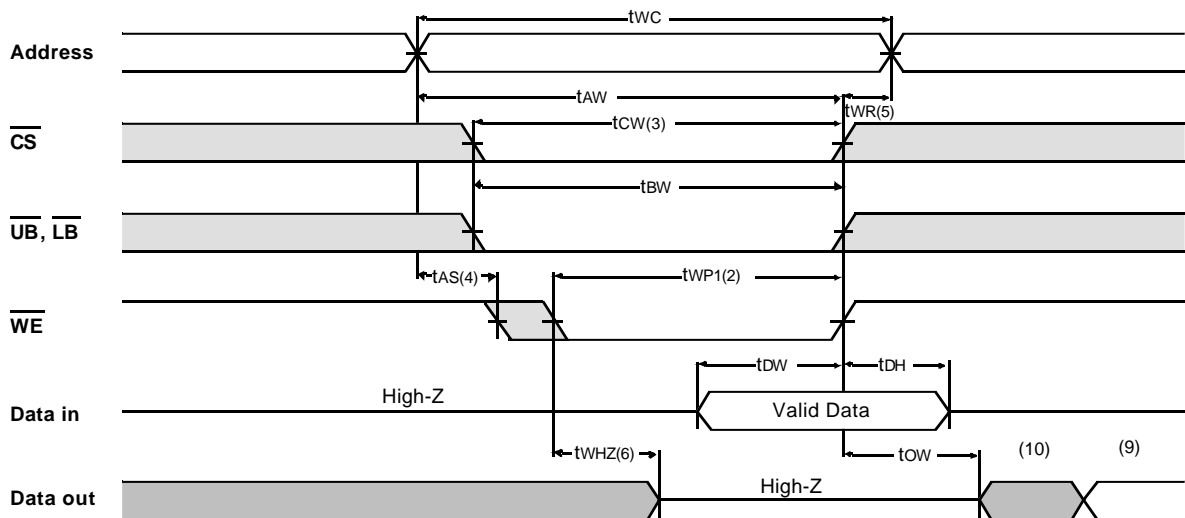 tWC
Address
tAW
tWR(5)
tCW(3)
CS
tBW
UB, LB
tAS(4)
tWP1(2)
WE
tDW
tDH
High-Z
Valid Data
Data in
tWHZ(6)
tOW
(10)
(9)
High-Z
Data out